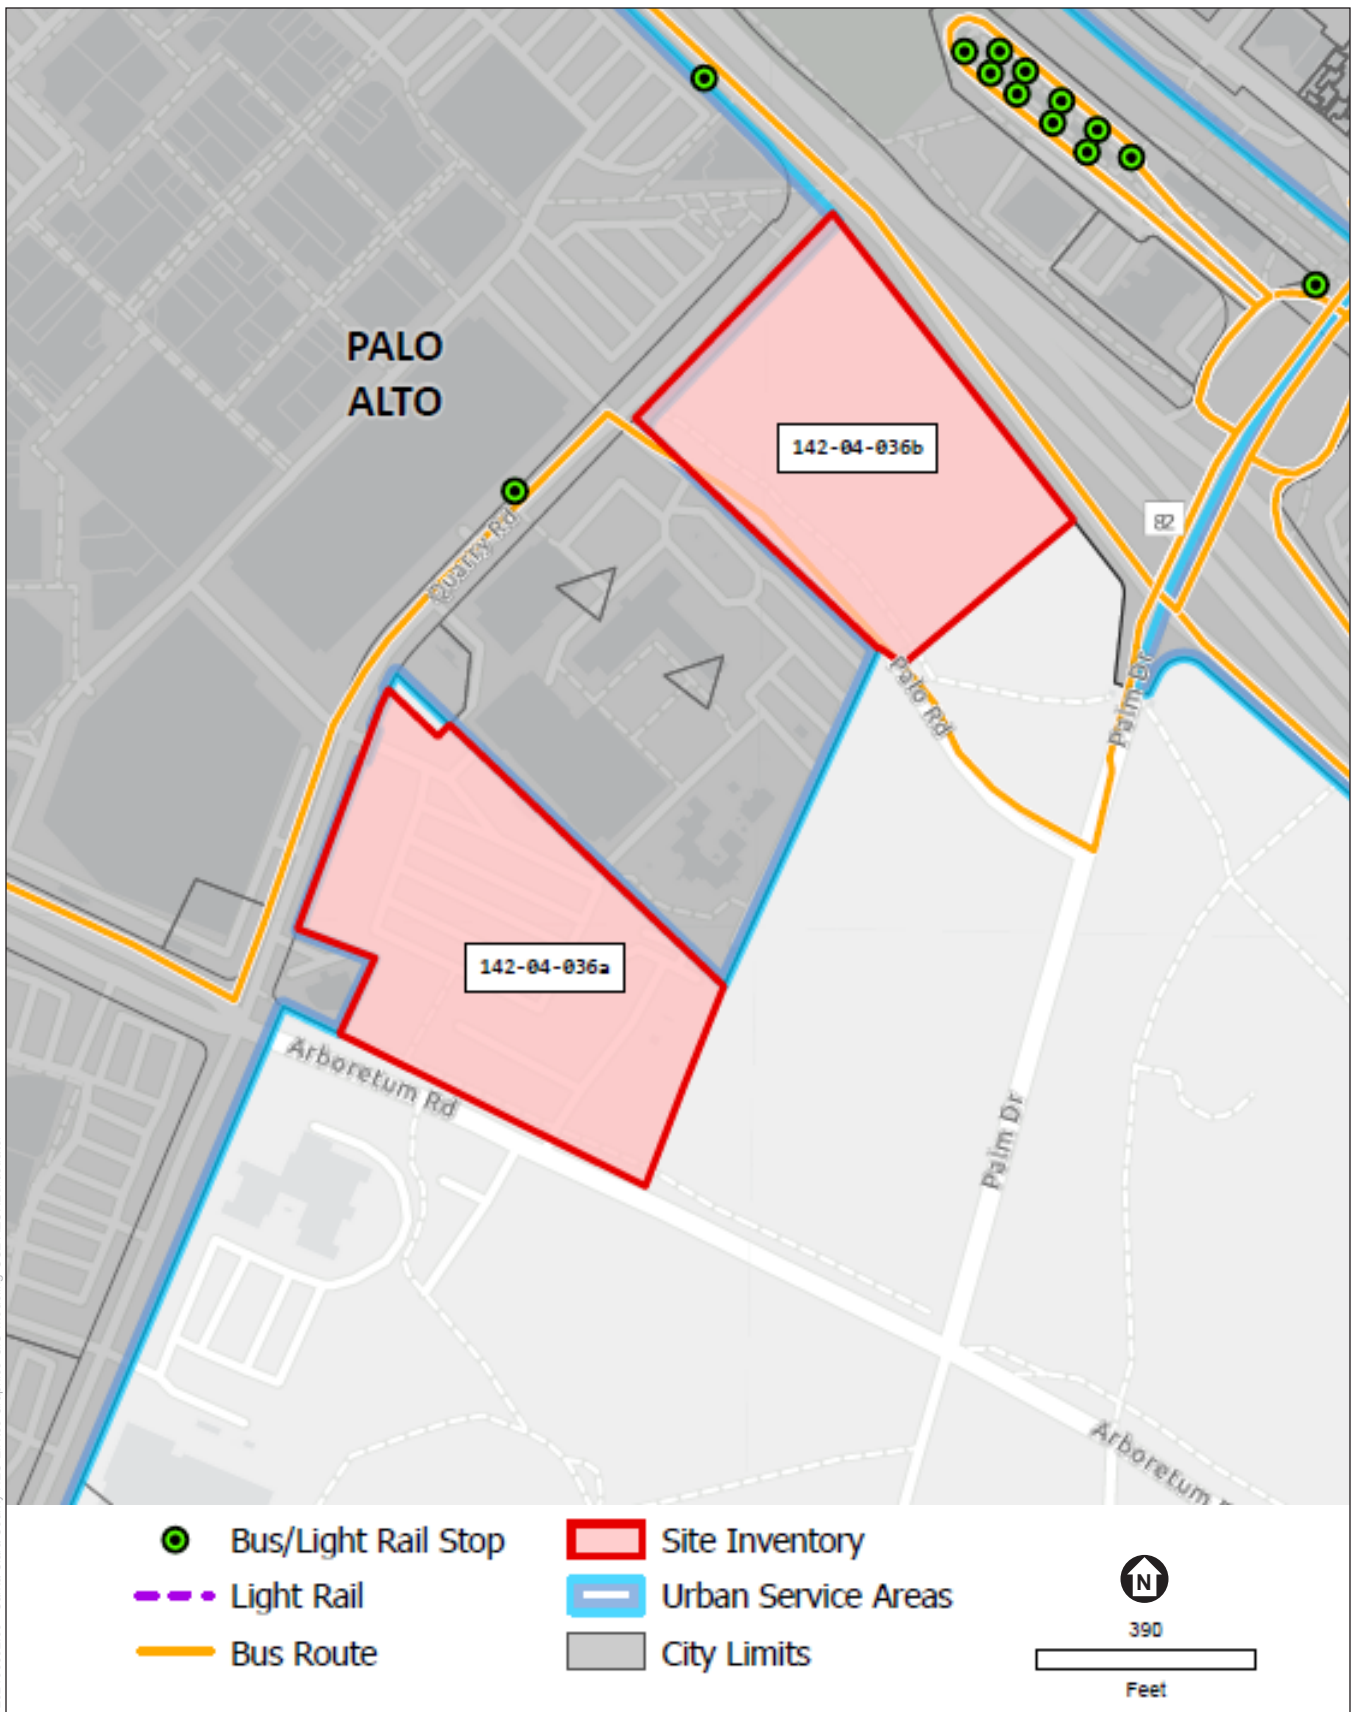 PALO
ALTO
142-04-036b
82
Quarry Rd
Palo Rd
Palm Dr
142-04-036a
Arboretum Rd
Palm Dr
Arboretum
Bus/Light Rail Stop
Site Inventory
Light Rail
Urban Service Areas
Bus Route
City Limits
N
390
Feet